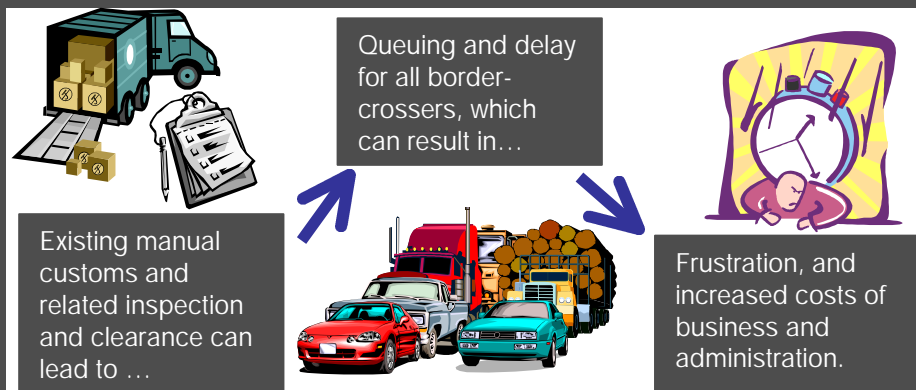 Existing manual
customs and
related inspection
and clearance can
lead to …
Queuing and delay
for all border-
crossers, which
can result in…
Frustration, and
increased costs of
business and
administration.